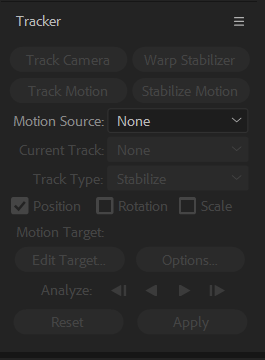 Tracker
Track Camera Warp Stabilizer
Track Motion Stabilize Motion
Motion Source: None
Current Track: None
Track Type: Stabilize
Position Rotation Scale
Motion Target:
Edit Target... Options...
Analyze:
Reset Apply